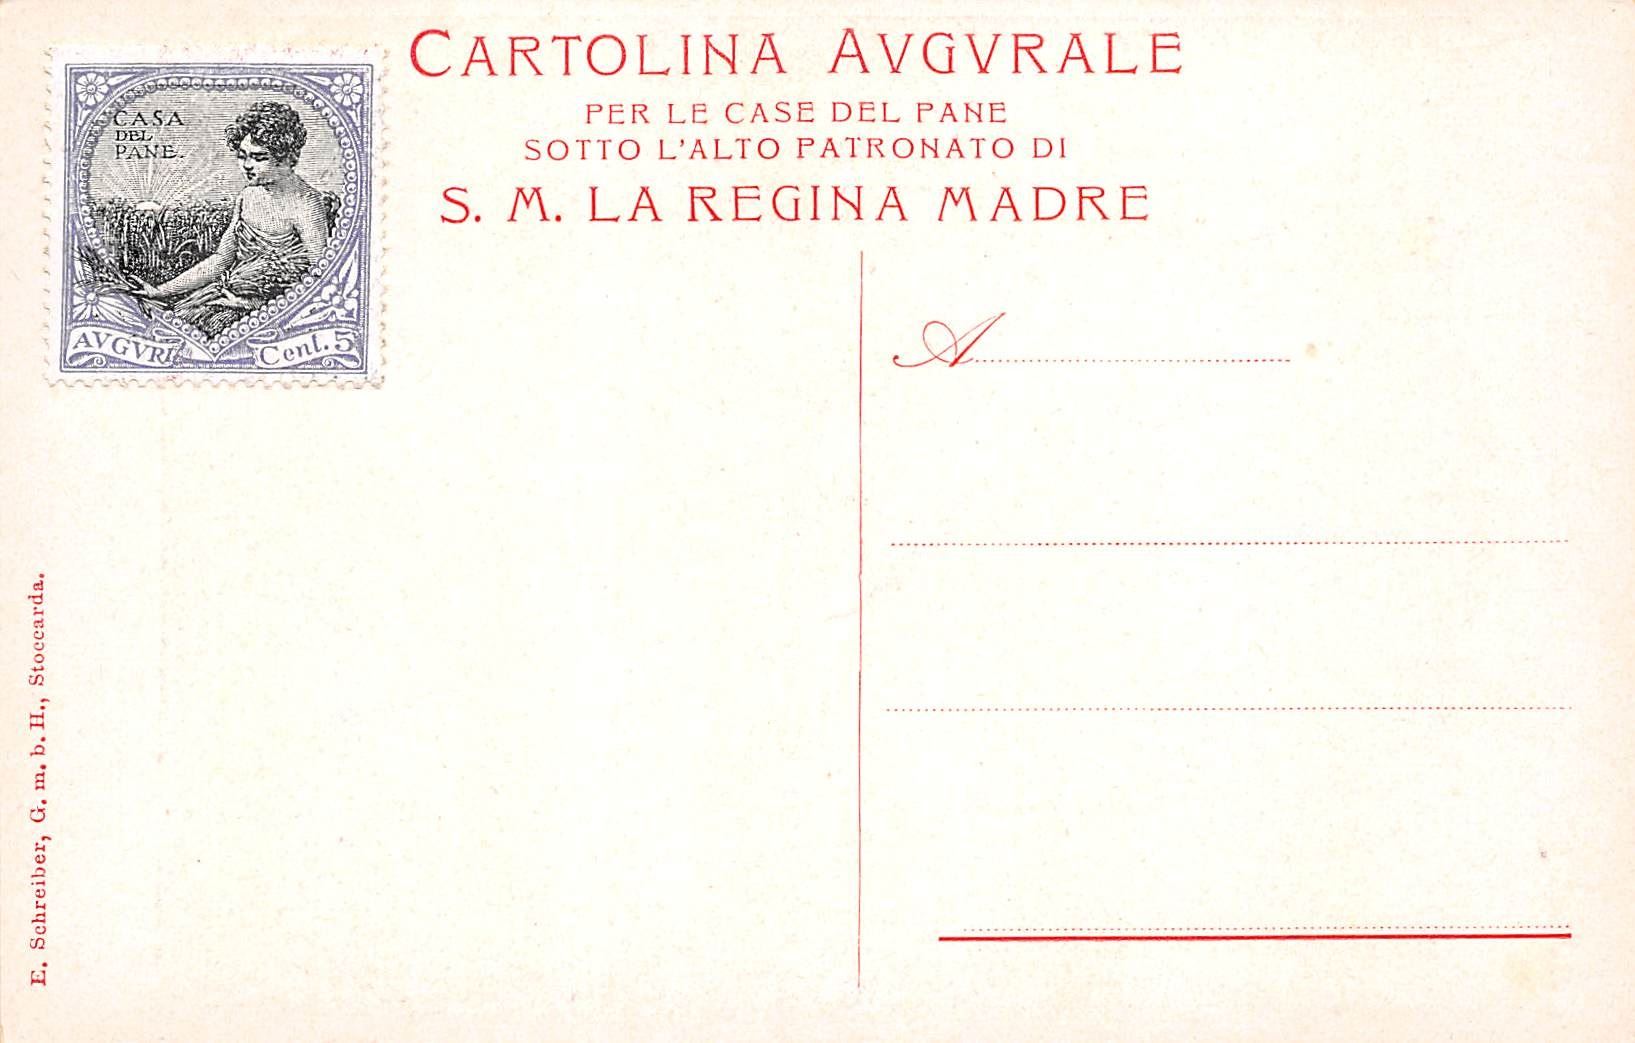 CARTOLINA AVGVRALE
PER LE CASE DEL PANE
SOTTO L'ALTO PATRONATO DI
S. M. LA REGINA MADRE
CASA
DEL
PANE.
AVGVRI
Cent. 5
A
E. Schreiber, G. m. b. H., Stoccarda.